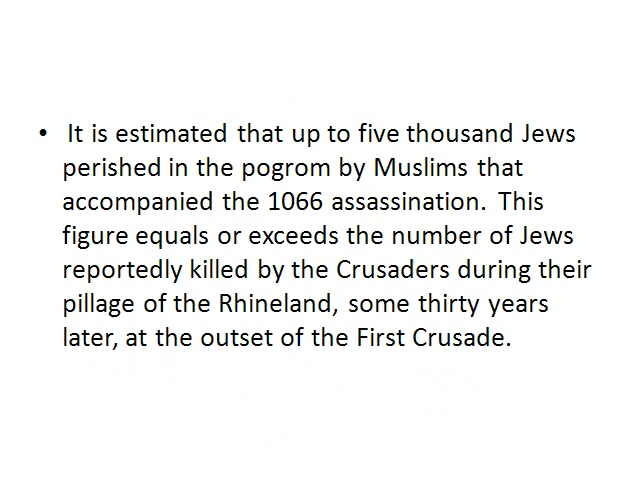 • It is estimated that up to five thousand Jews
perished in the pogrom by Muslims that
accompanied the 1066 assassination.  This
figure equals or exceeds the number of Jews
reportedly killed by the Crusaders during their
pillage of the Rhineland, some thirty years
later, at the outset of the First Crusade.